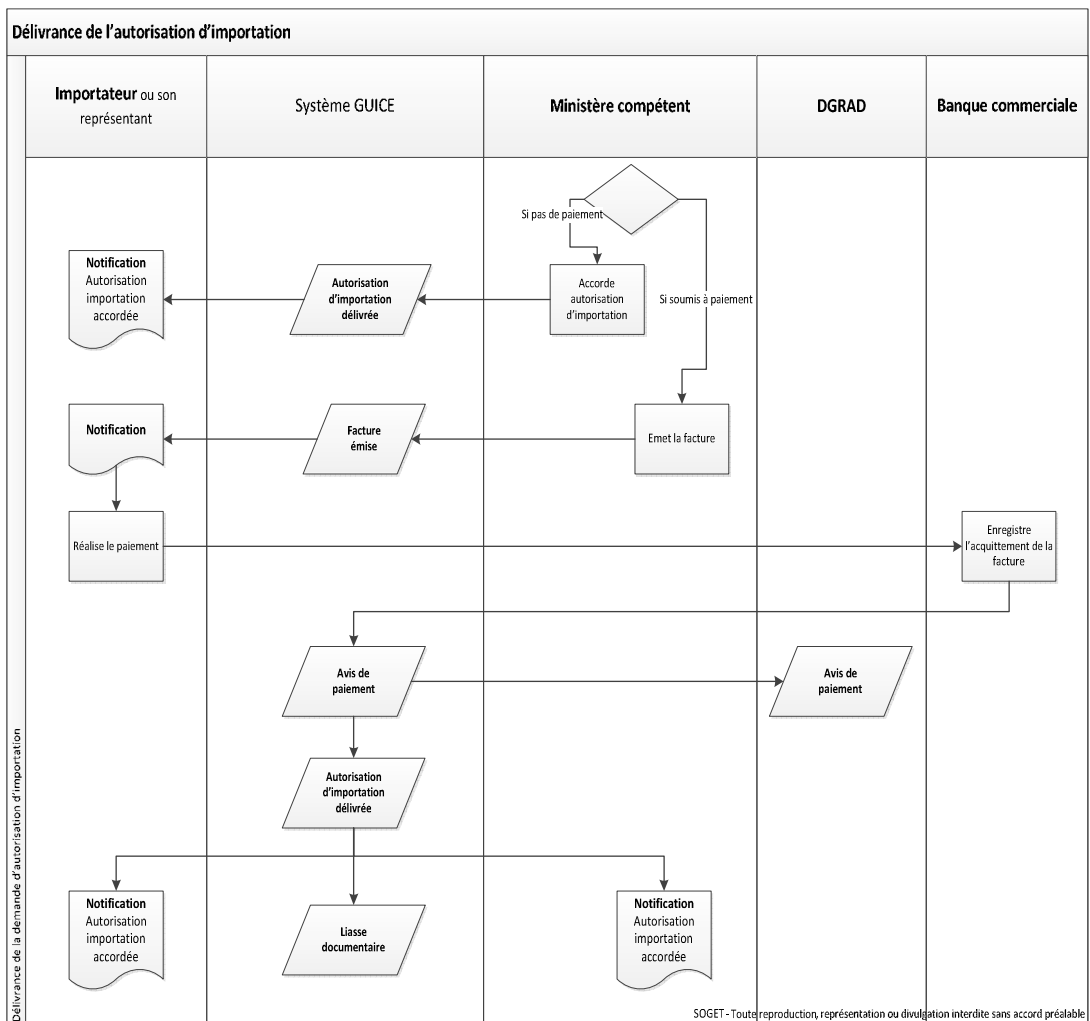 Délivrance de l'autorisation d'importation
Importateur ou son
représentant
Système GUICE
Ministère compétent
DGRAD
Banque commerciale
Si pas de paiement
Notification
Autorisation
importation
accordée
Autorisation
d'importation
délivrée
Accorde
autorisation
d'importation
Si soumis à paiement
Notification
Facture
émise
Emet la facture
Réalise le paiement
Enregistre
l'acquittement de la
facture
Avis de
paiement
Avis de
paiement
Autorisation
d'importation
délivrée
Notification
Autorisation
importation
accordée
Liasse
documentaire
Notification
Autorisation
importation
accordée
Délivrance de la demande d'autorisation d'importation
SOGET - Toute reproduction, représentation ou divulgation interdite sans accord préalable